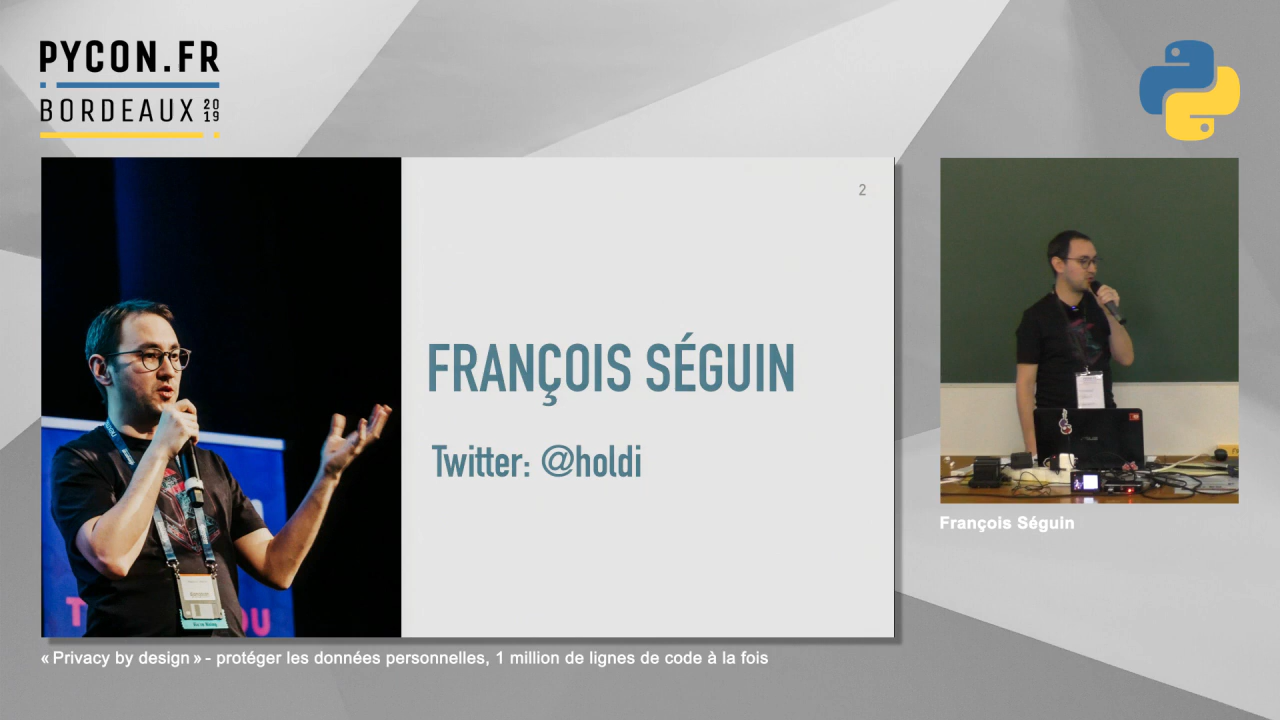 PYCON.FR
BORDEAUX 2019
2
FRANÇOIS SÉGUIN
Twitter: @holdi
François Séguin
« Privacy by design » - protéger les données personnelles, 1 million de lignes de code à la fois